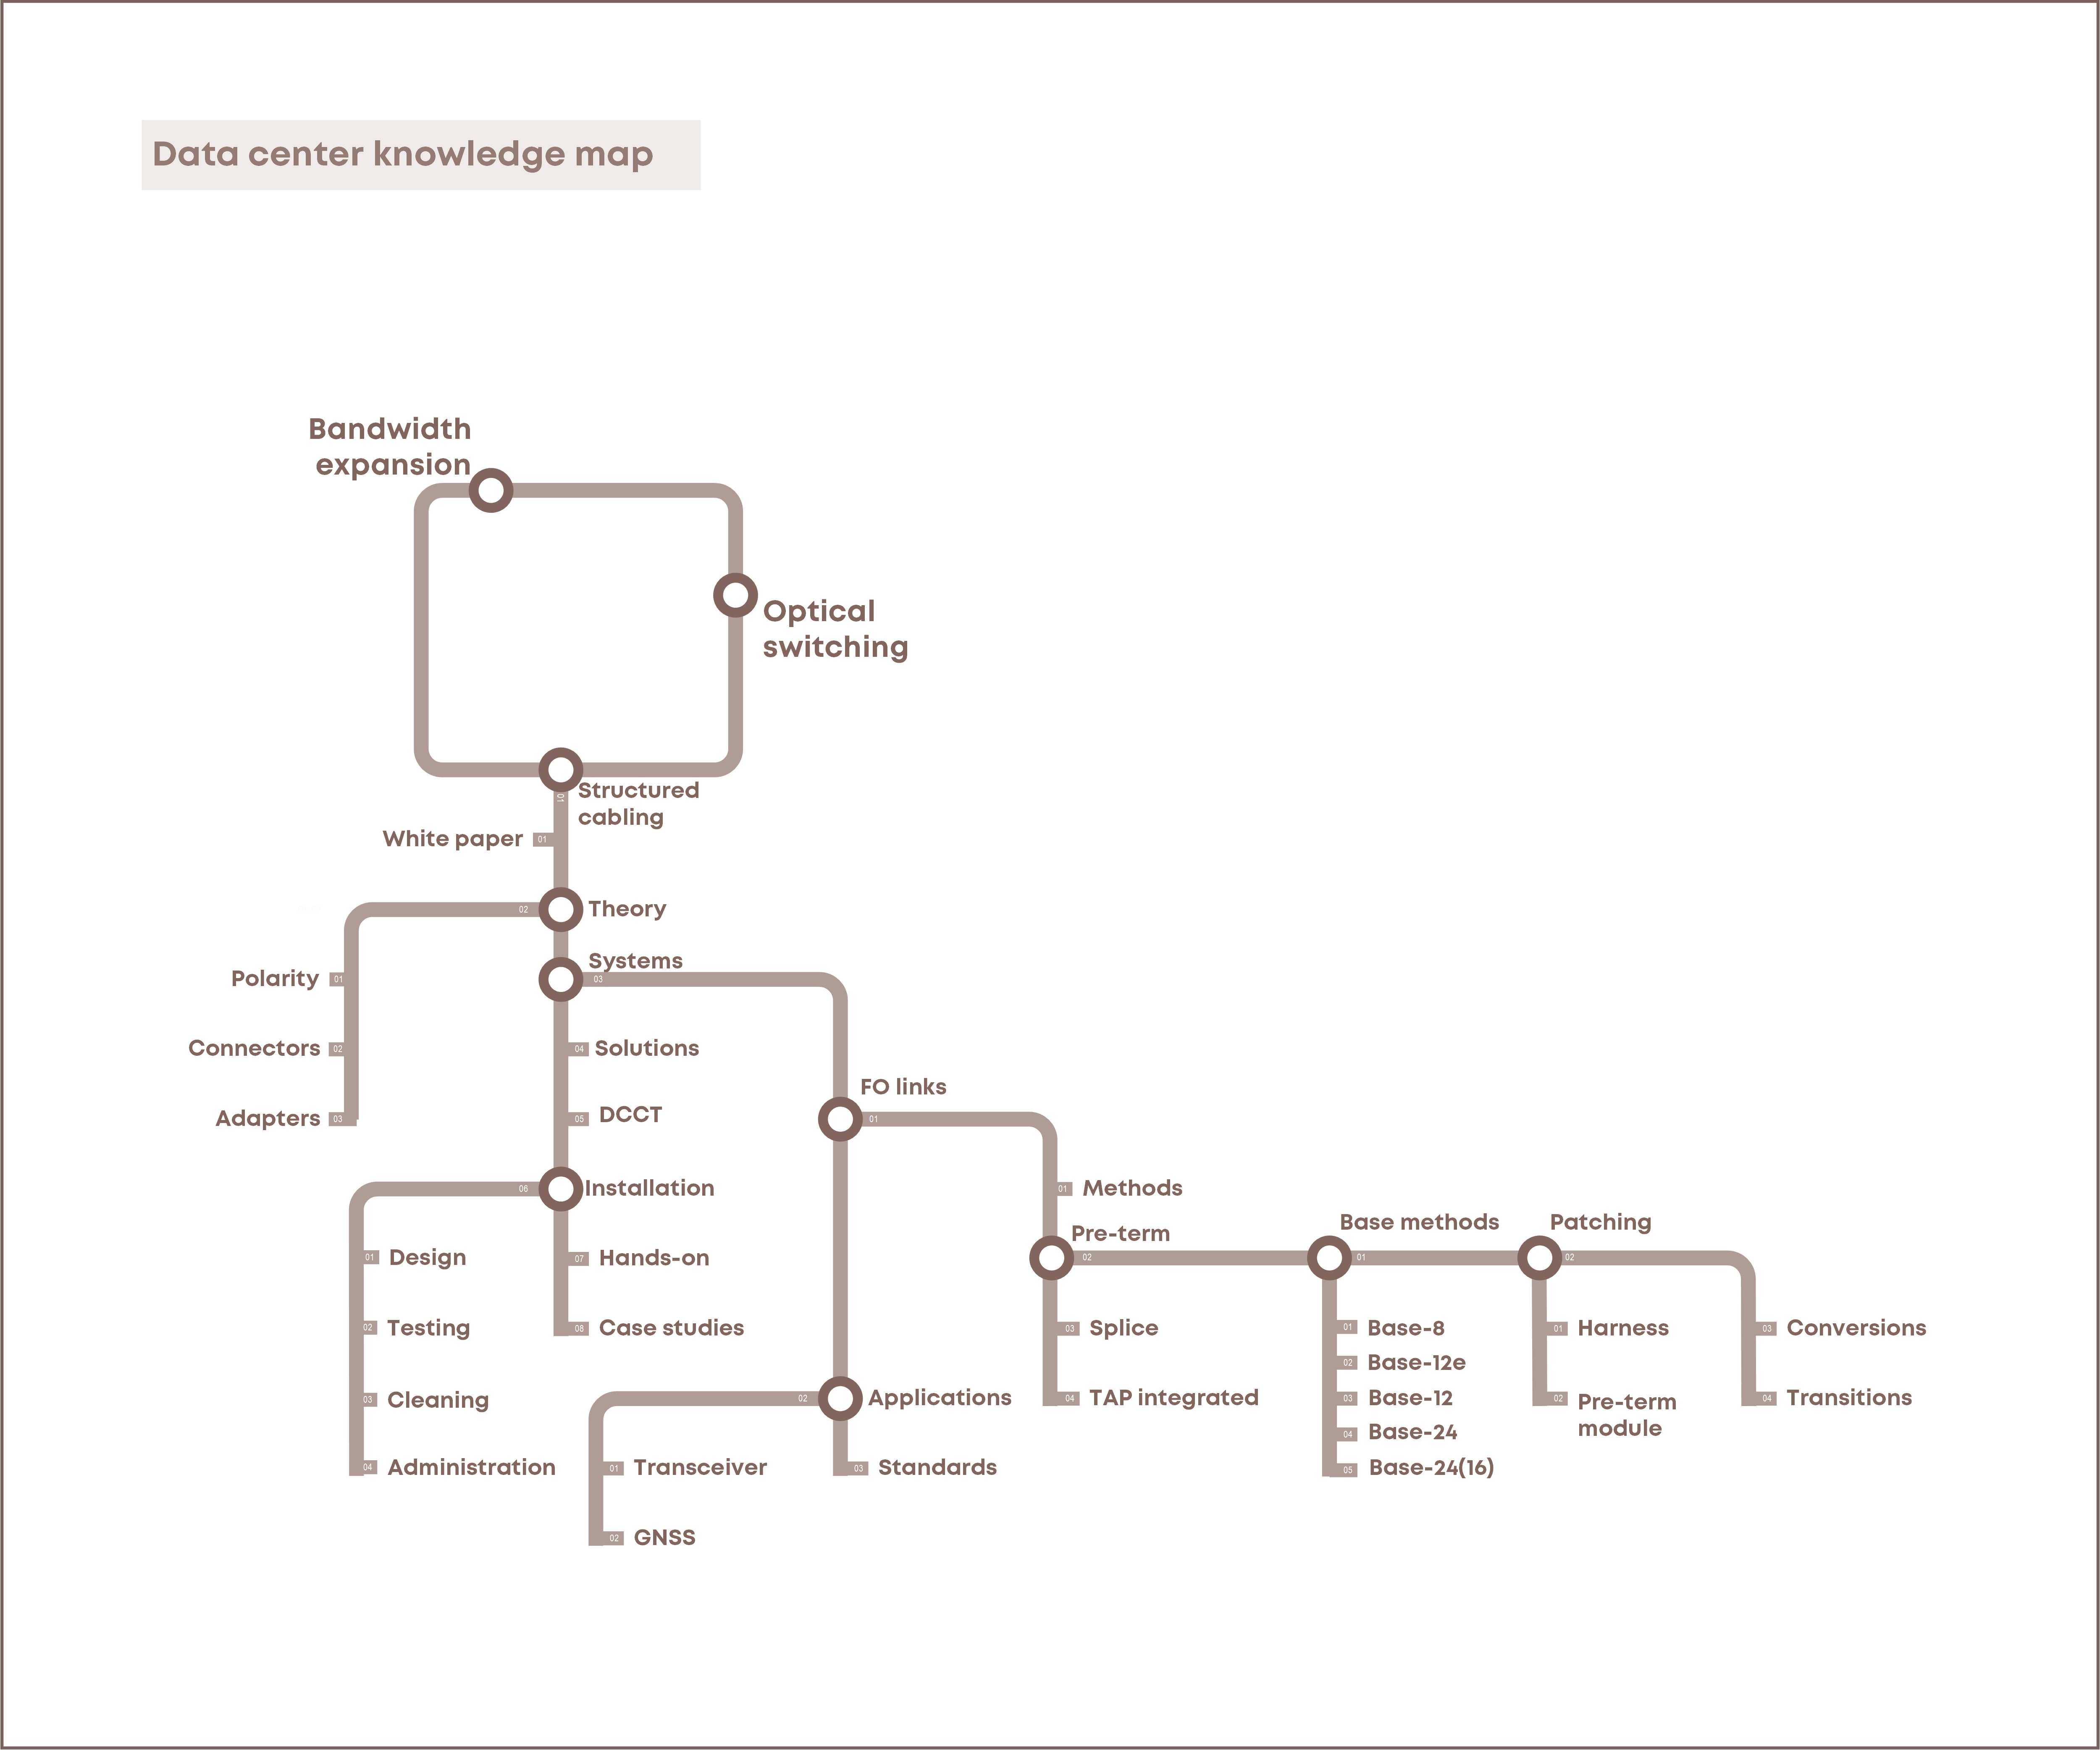 Data center knowledge map
Bandwidth
expansion
Optical
switching
Structured
cabling
01
White paper
01
02
Theory
Systems
03
Polarity
01
Connectors
02
Adapters
03
04
Solutions
05
DCCT
FO links
01
06
Installation
01
Methods
01
Design
07
Hands-on
Pre-term
02
Base methods
01
Patching
02
02
Testing
08
Case studies
03
Splice
01
Base-8
02
Base-12e
03
Base-12
04
Base-24
05
Base-24(16)
01
Harness
02
Pre-term
module
03
Conversions
04
Transitions
03
Cleaning
02
Applications
04
TAP integrated
04
Administration
01
Transceiver
03
Standards
02
GNSS